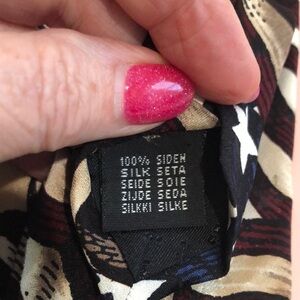 100% SIDEN
SILK SETA
SEIDE SOIE
ZIJDE SEDA
SILKKI SILKE